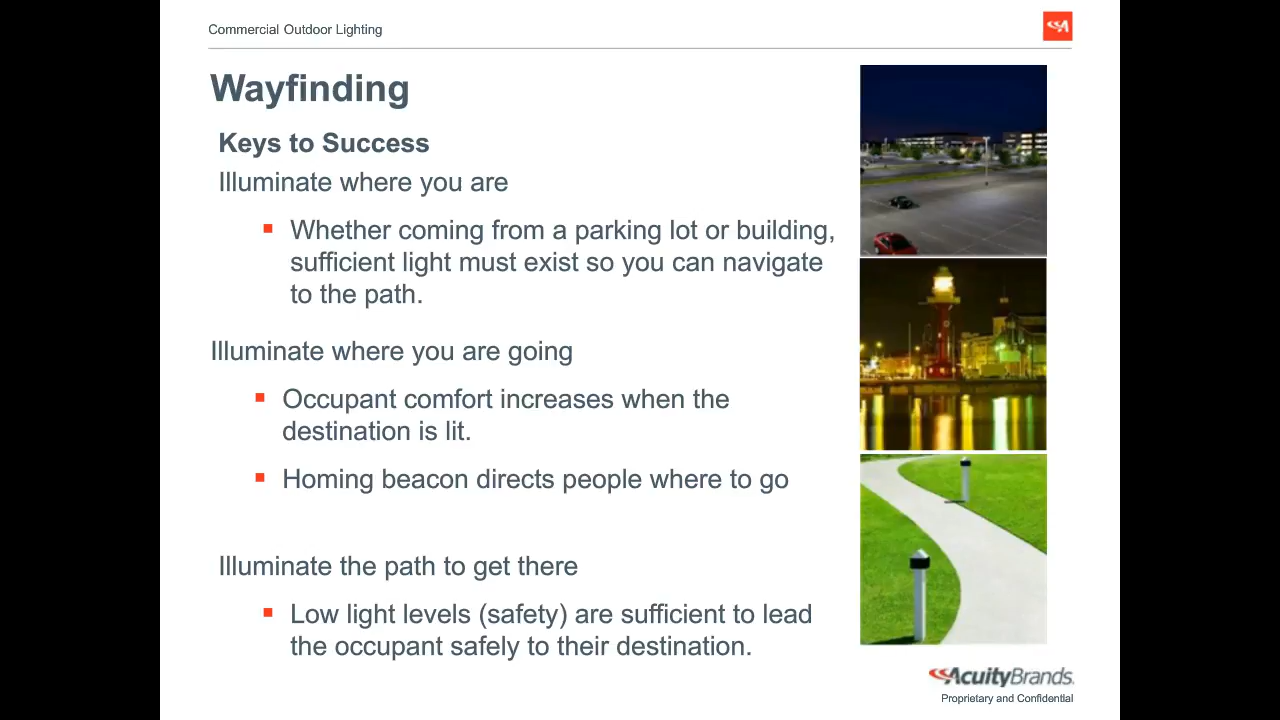 Commercial Outdoor Lighting
Wayfinding
Keys to Success
Illuminate where you are
Whether coming from a parking lot or building,
sufficient light must exist so you can navigate
to the path.
Illuminate where you are going
Occupant comfort increases when the
destination is lit.
Homing beacon directs people where to go
Illuminate the path to get there
Low light levels (safety) are sufficient to lead
the occupant safely to their destination.
AcuityBrands.
Proprietary and Confidential